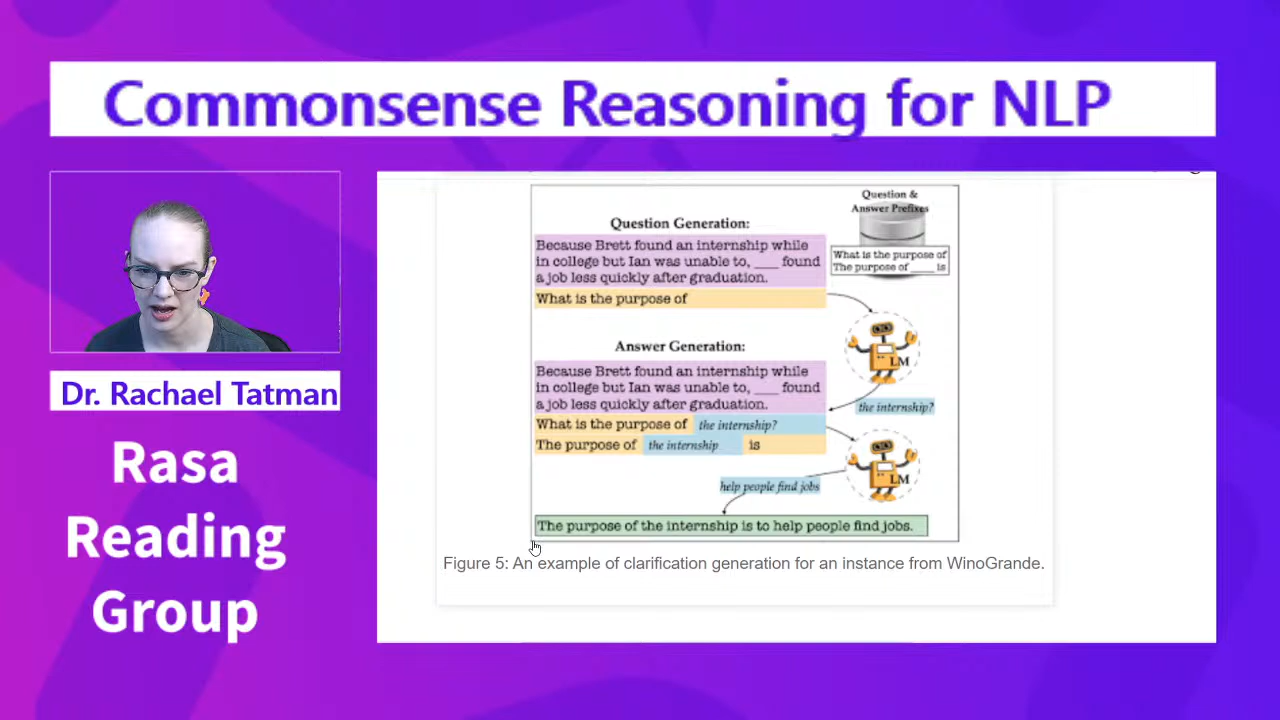 Commonsense Reasoning for NLP
Dr. Rachael Tatman
Rasa
Reading
Group
Question &
Answer Prefixes
What is the purpose of
The purpose of ____ is
Question Generation:
Because Brett found an internship while
in college but Ian was unable to, ___ found
a job less quickly after graduation.
What is the purpose of
LM
the internship?
Answer Generation:
Because Brett found an internship while
in college but Ian was unable to, ___ found
a job less quickly after graduation.
What is the purpose of the internship?
The purpose of the internship is
LM
help people find jobs
The purpose of the internship is to help people find jobs.
Figure 5: An example of clarification generation for an instance from WinoGrande.